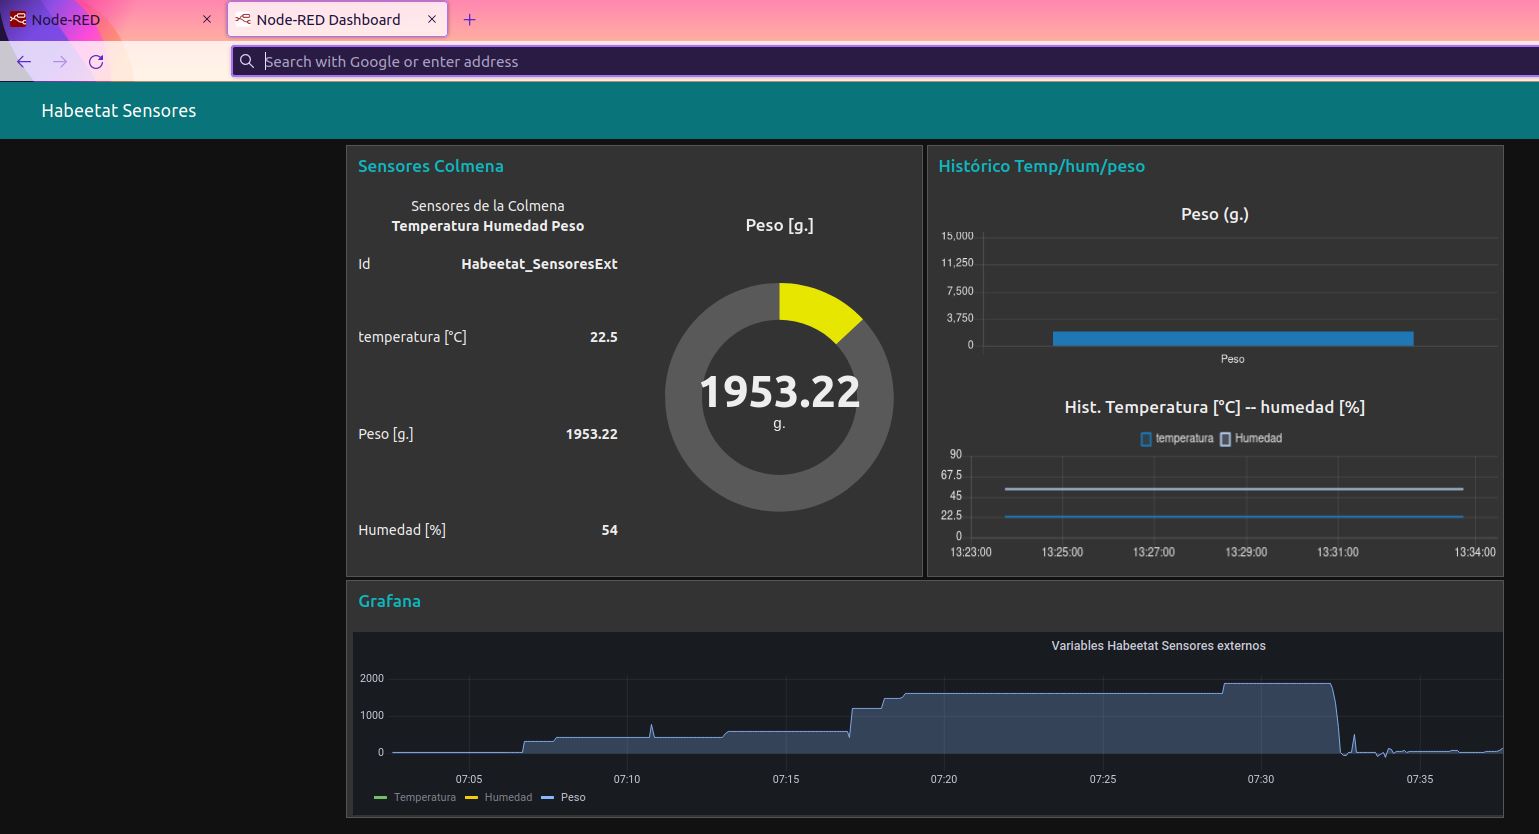 Node-RED
Node-RED Dashboard
Search with Google or enter address
Habeetat Sensores
Sensores Colmena
Sensores de la Colmena
Temperatura Humedad Peso
Id Habeetat_SensoresExt
temperatura [°C] 22.5
Peso [g.] 1953.22
Humedad [%] 54
Peso [g.]
1953.22
g.
Histórico Temp/hum/peso
Peso (g.)
15,000
11,250
7,500
3,750
0
Peso
Hist. Temperatura [°C] -- humedad [%]
temperatura Humedad
90
67.5
45
22.5
0
13:23:00 13:25:00 13:27:00 13:29:00 13:31:00 13:34:00
Grafana
Variables Habeetat Sensores externos
2000
1000
0
07:05 07:10 07:15 07:20 07:25 07:30 07:35
Temperatura Humedad Peso